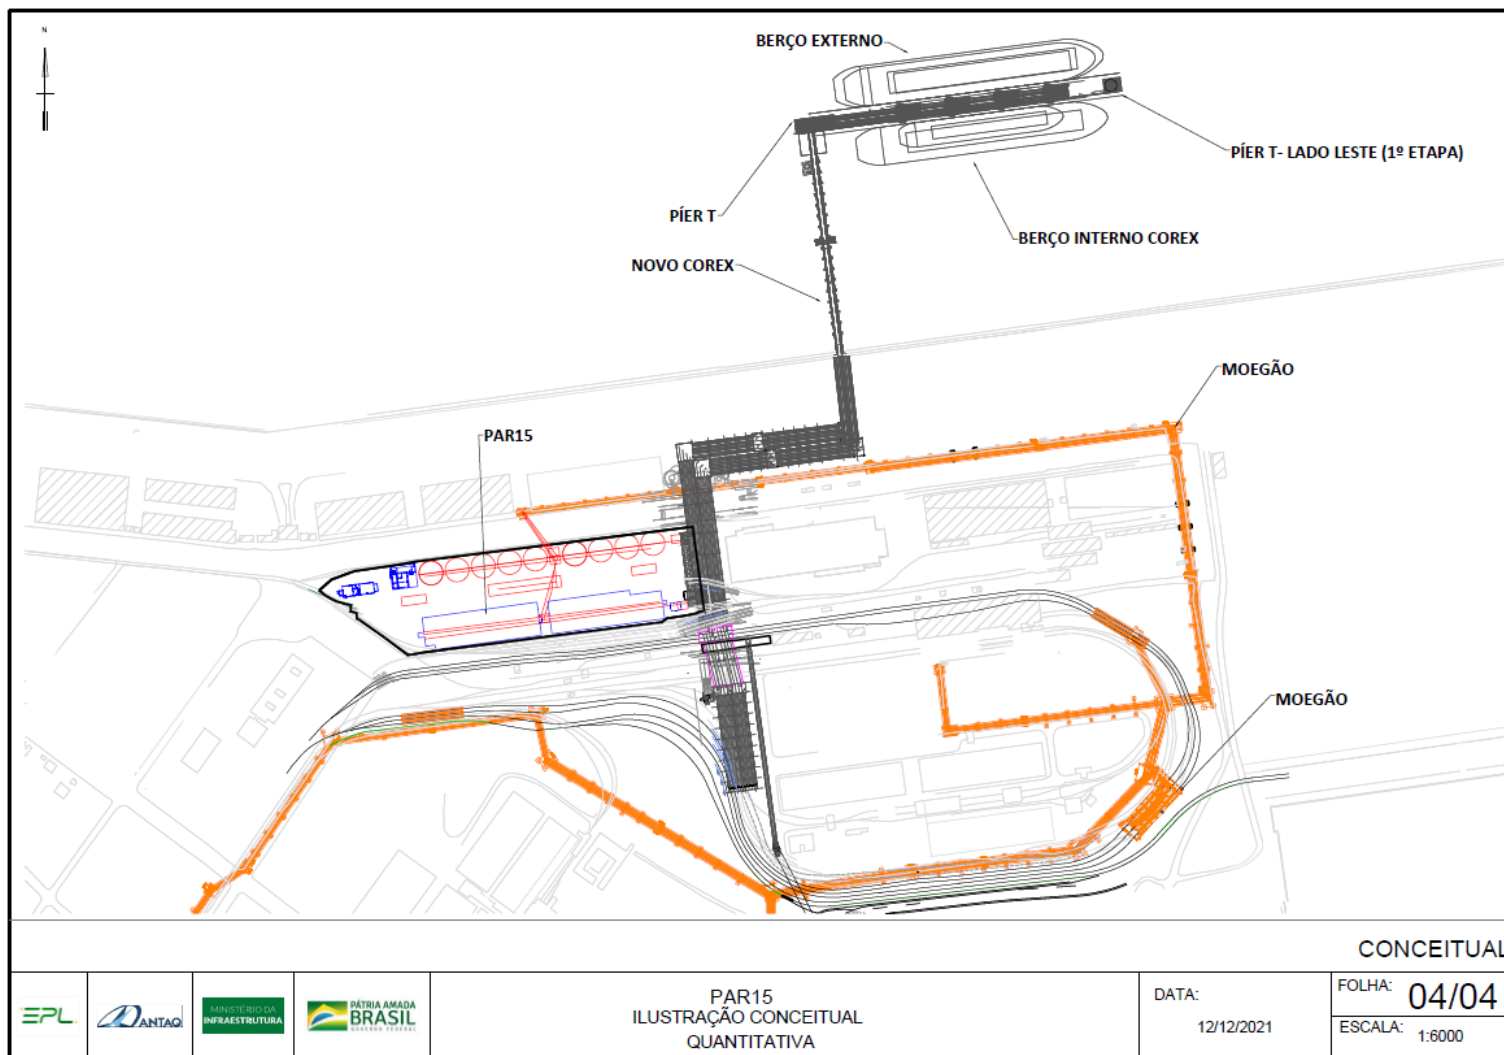 N
BERÇO EXTERNO
PÍER T- LADO LESTE (1º ETAPA)
PÍER T
BERÇO INTERNO COREX
NOVO COREX
MOEGÃO
PAR15
MOEGÃO
CONCEITUAL
EPL
ANTAQ
MINISTÉRIO DA
INFRAESTRUTURA
PÁTRIA AMADA
BRASIL
GOVERNO FEDERAL
PAR15
ILUSTRAÇÃO CONCEITUAL
QUANTITATIVA
DATA:
12/12/2021
FOLHA: 04/04
ESCALA: 1:6000